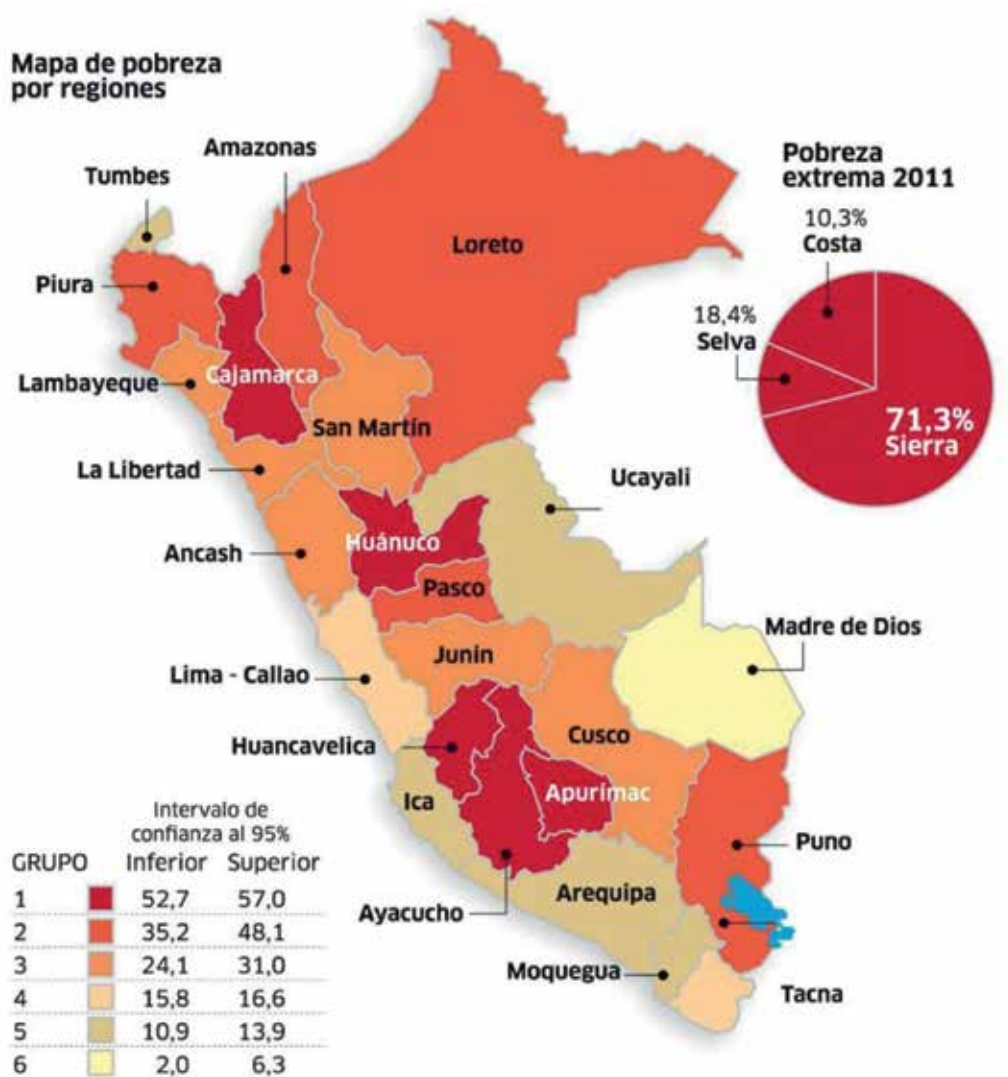 Mapa de pobreza
por regiones
Tumbes
Amazonas
Piura
Loreto
Lambayeque
Cajamarca
San Martín
La Libertad
Ucayali
Ancash
Huánuco
Pasco
Madre de Dios
Lima - Callao
Junin
Huancavelica
Cusco
Ica
Apurímac
Puno
Ayacucho
Arequipa
Moquegua
Tacna
Pobreza
extrema 2011
10,3%
Costa
18,4%
Selva
71,3%
Sierra
Intervalo de
confianza al 95%
GRUPO Inferior Superior
1 52,7 57,0
2 35,2 48,1
3 24,1 31,0
4 15,8 16,6
5 10,9 13,9
6 2,0 6,3